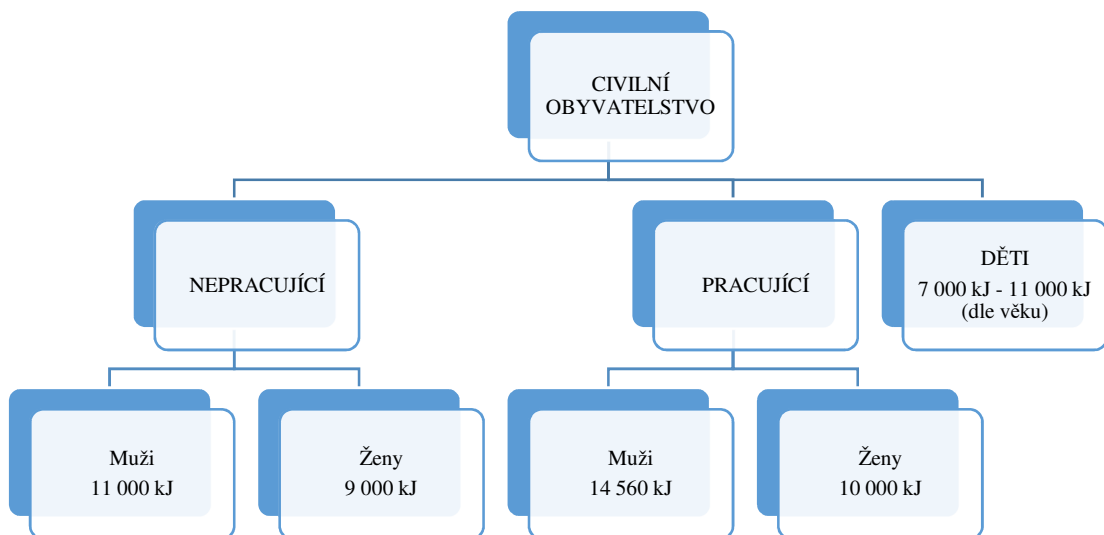 CIVILNÍ
OBYVATELSTVO
NEPRACUJÍCÍ
PRACUJÍCÍ
DĚTI
7 000 kJ - 11 000 kJ
(dle věku)
Muži
11 000 kJ
Ženy
9 000 kJ
Muži
14 560 kJ
Ženy
10 000 kJ